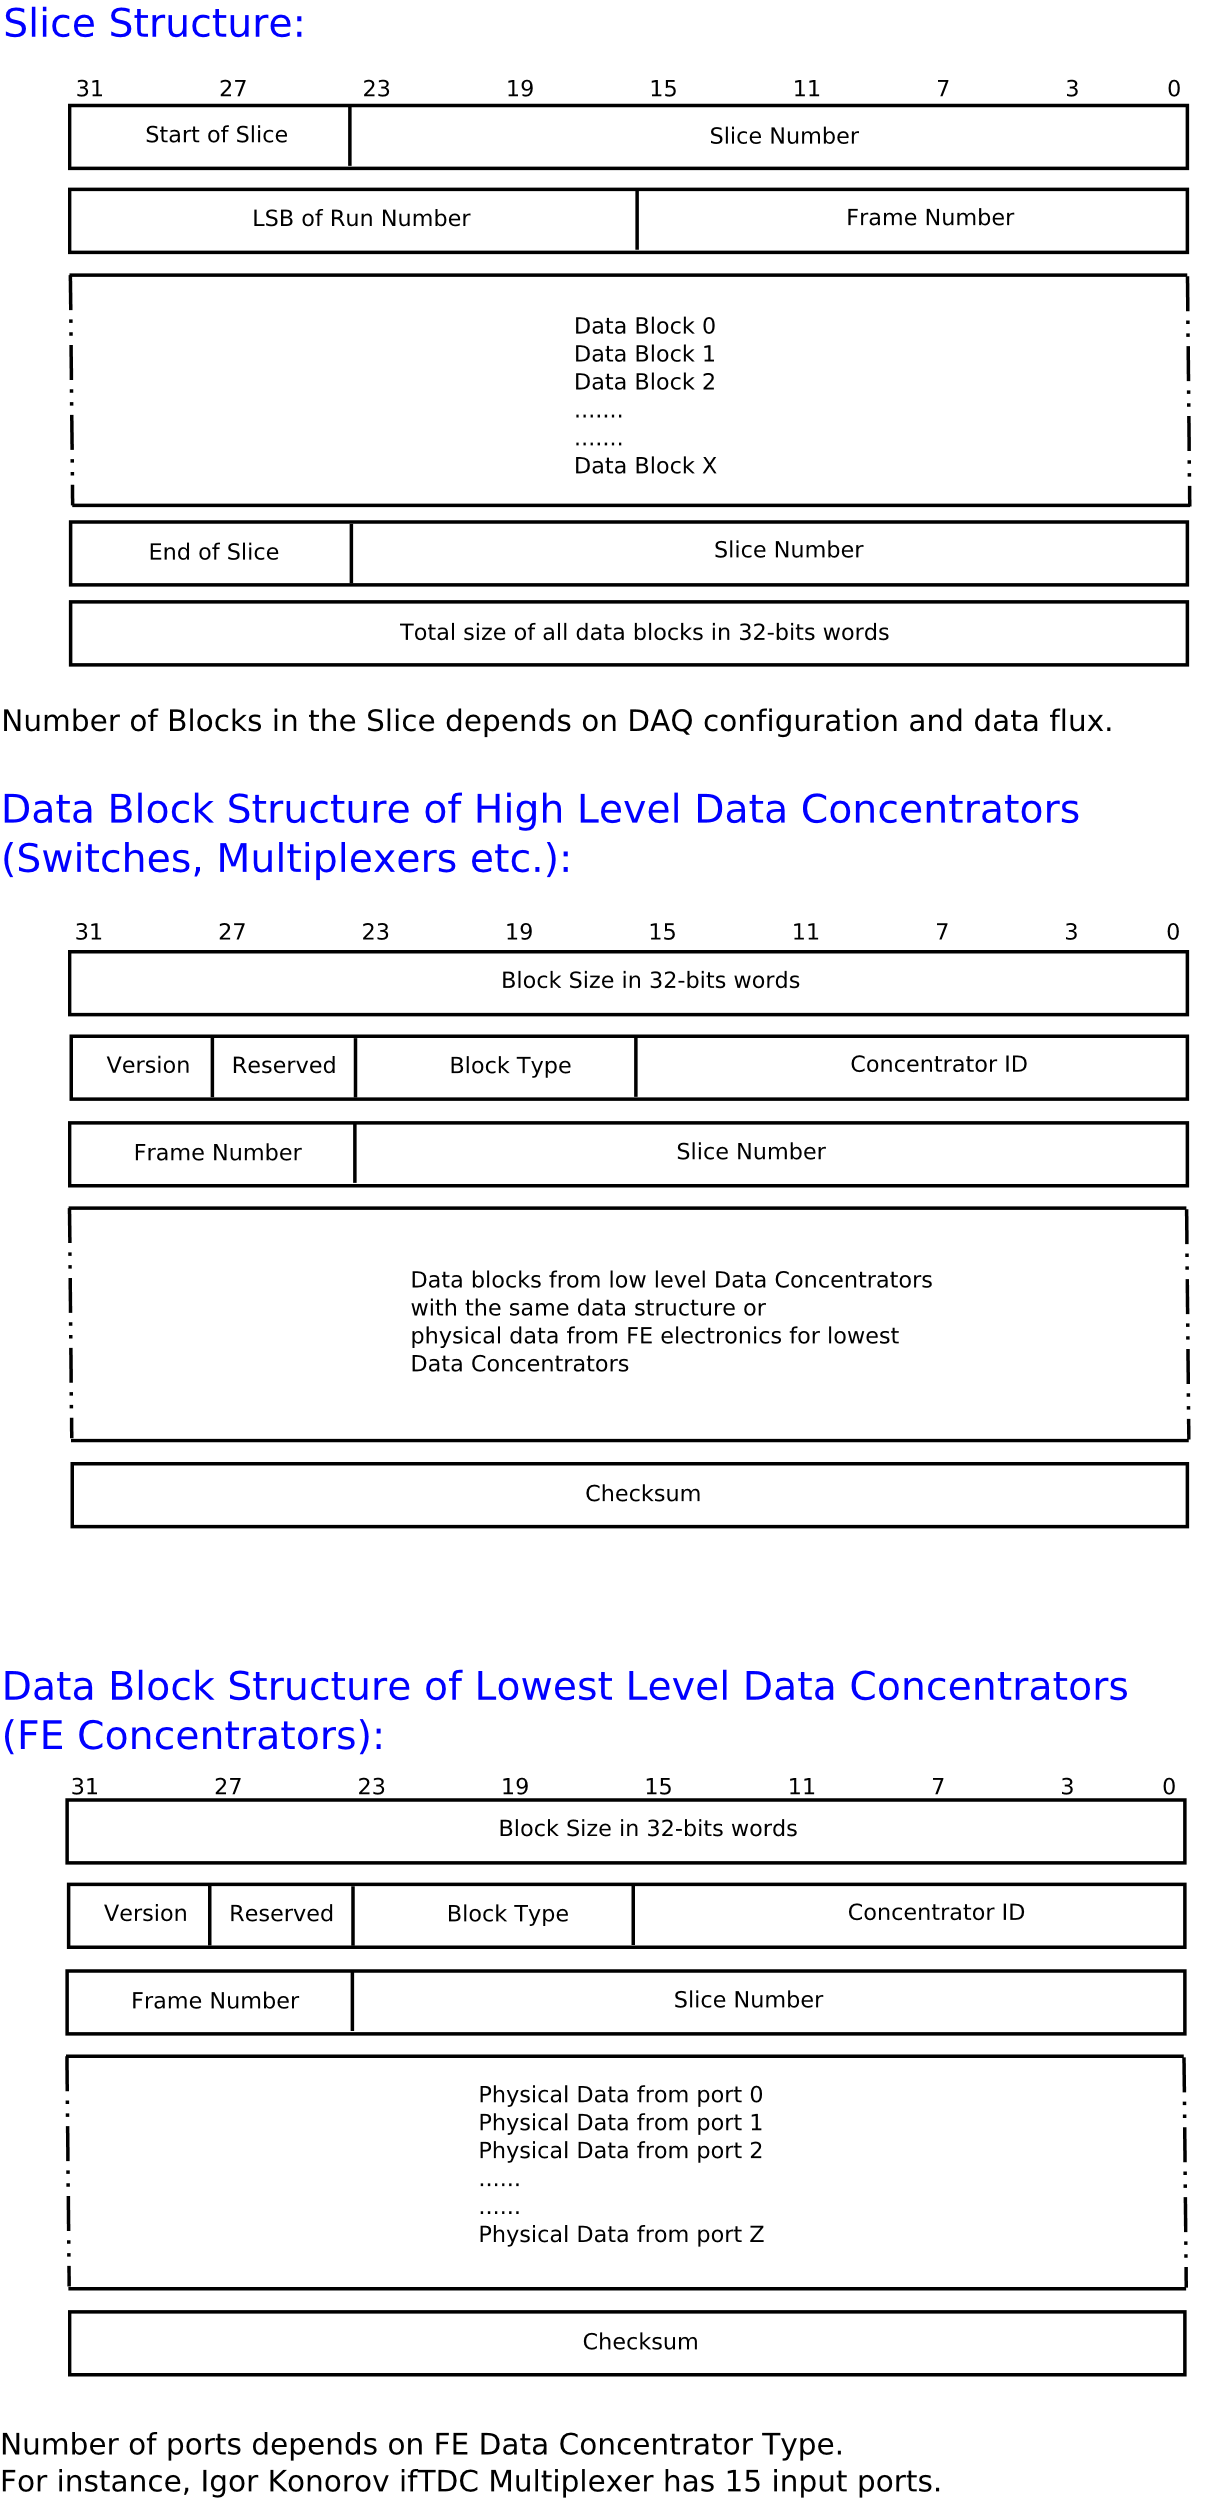 Slice Structure:
31 27 23 19 15 11 7 3 0
Start of Slice Slice Number
LSB of Run Number Frame Number
Data Block 0
Data Block 1
Data Block 2
.......
.......
Data Block X
End of Slice Slice Number
Total size of all data blocks in 32-bits words
Number of Blocks in the Slice depends on DAQ configuration and data flux.
Data Block Structure of High Level Data Concentrators
(Switches, Multiplexers etc.):
31 27 23 19 15 11 7 3 0
Block Size in 32-bits words
Version Reserved Block Type Concentrator ID
Frame Number Slice Number
Data blocks from low level Data Concentrators
with the same data structure or
physical data from FE electronics for lowest
Data Concentrators
Checksum
Data Block Structure of Lowest Level Data Concentrators
(FE Concentrators):
31 27 23 19 15 11 7 3 0
Block Size in 32-bits words
Version Reserved Block Type Concentrator ID
Frame Number Slice Number
Physical Data from port 0
Physical Data from port 1
Physical Data from port 2
......
......
Physical Data from port Z
Checksum
Number of ports depends on FE Data Concentrator Type.
For instance, Igor Konorov ifTDC Multiplexer has 15 input ports.